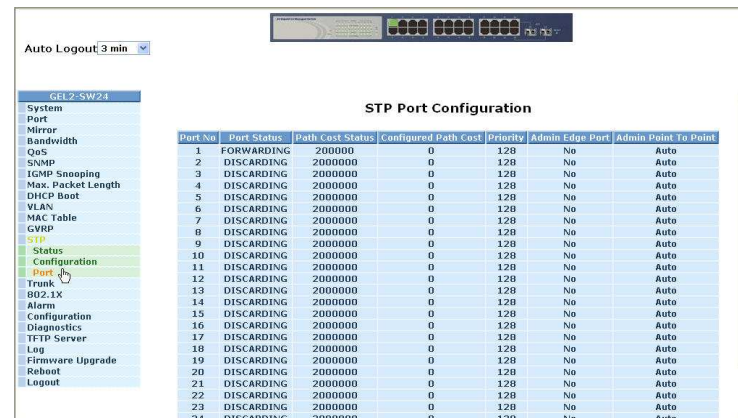 Auto Logout 3 min
GEL2-SW24
System
Port
Mirror
Bandwidth
QoS
SNMP
IGMP Snooping
Max. Packet Length
DHCP Boot
VLAN
MAC Table
GVRP
STP
Status
Configuration
Port
Trunk
802.1X
Alarm
Configuration
Diagnostics
TFTP Server
Log
Firmware Upgrade
Reboot
Logout
STP Port Configuration
Port No Port Status Path Cost Status Configured Path Cost Priority Admin Edge Port Admin Point To Point
1 FORWARDING 200000 0 128 No Auto
2 DISCARDING 2000000 0 128 No Auto
3 DISCARDING 2000000 0 128 No Auto
4 DISCARDING 2000000 0 128 No Auto
5 DISCARDING 2000000 0 128 No Auto
6 DISCARDING 2000000 0 128 No Auto
7 DISCARDING 2000000 0 128 No Auto
8 DISCARDING 2000000 0 128 No Auto
9 DISCARDING 2000000 0 128 No Auto
10 DISCARDING 2000000 0 128 No Auto
11 DISCARDING 2000000 0 128 No Auto
12 DISCARDING 2000000 0 128 No Auto
13 DISCARDING 2000000 0 128 No Auto
14 DISCARDING 2000000 0 128 No Auto
15 DISCARDING 2000000 0 128 No Auto
16 DISCARDING 2000000 0 128 No Auto
17 DISCARDING 2000000 0 128 No Auto
18 DISCARDING 2000000 0 128 No Auto
19 DISCARDING 2000000 0 128 No Auto
20 DISCARDING 2000000 0 128 No Auto
21 DISCARDING 2000000 0 128 No Auto
22 DISCARDING 2000000 0 128 No Auto
23 DISCARDING 2000000 0 128 No Auto
24 DISCARDING 2000000 0 128 No Auto